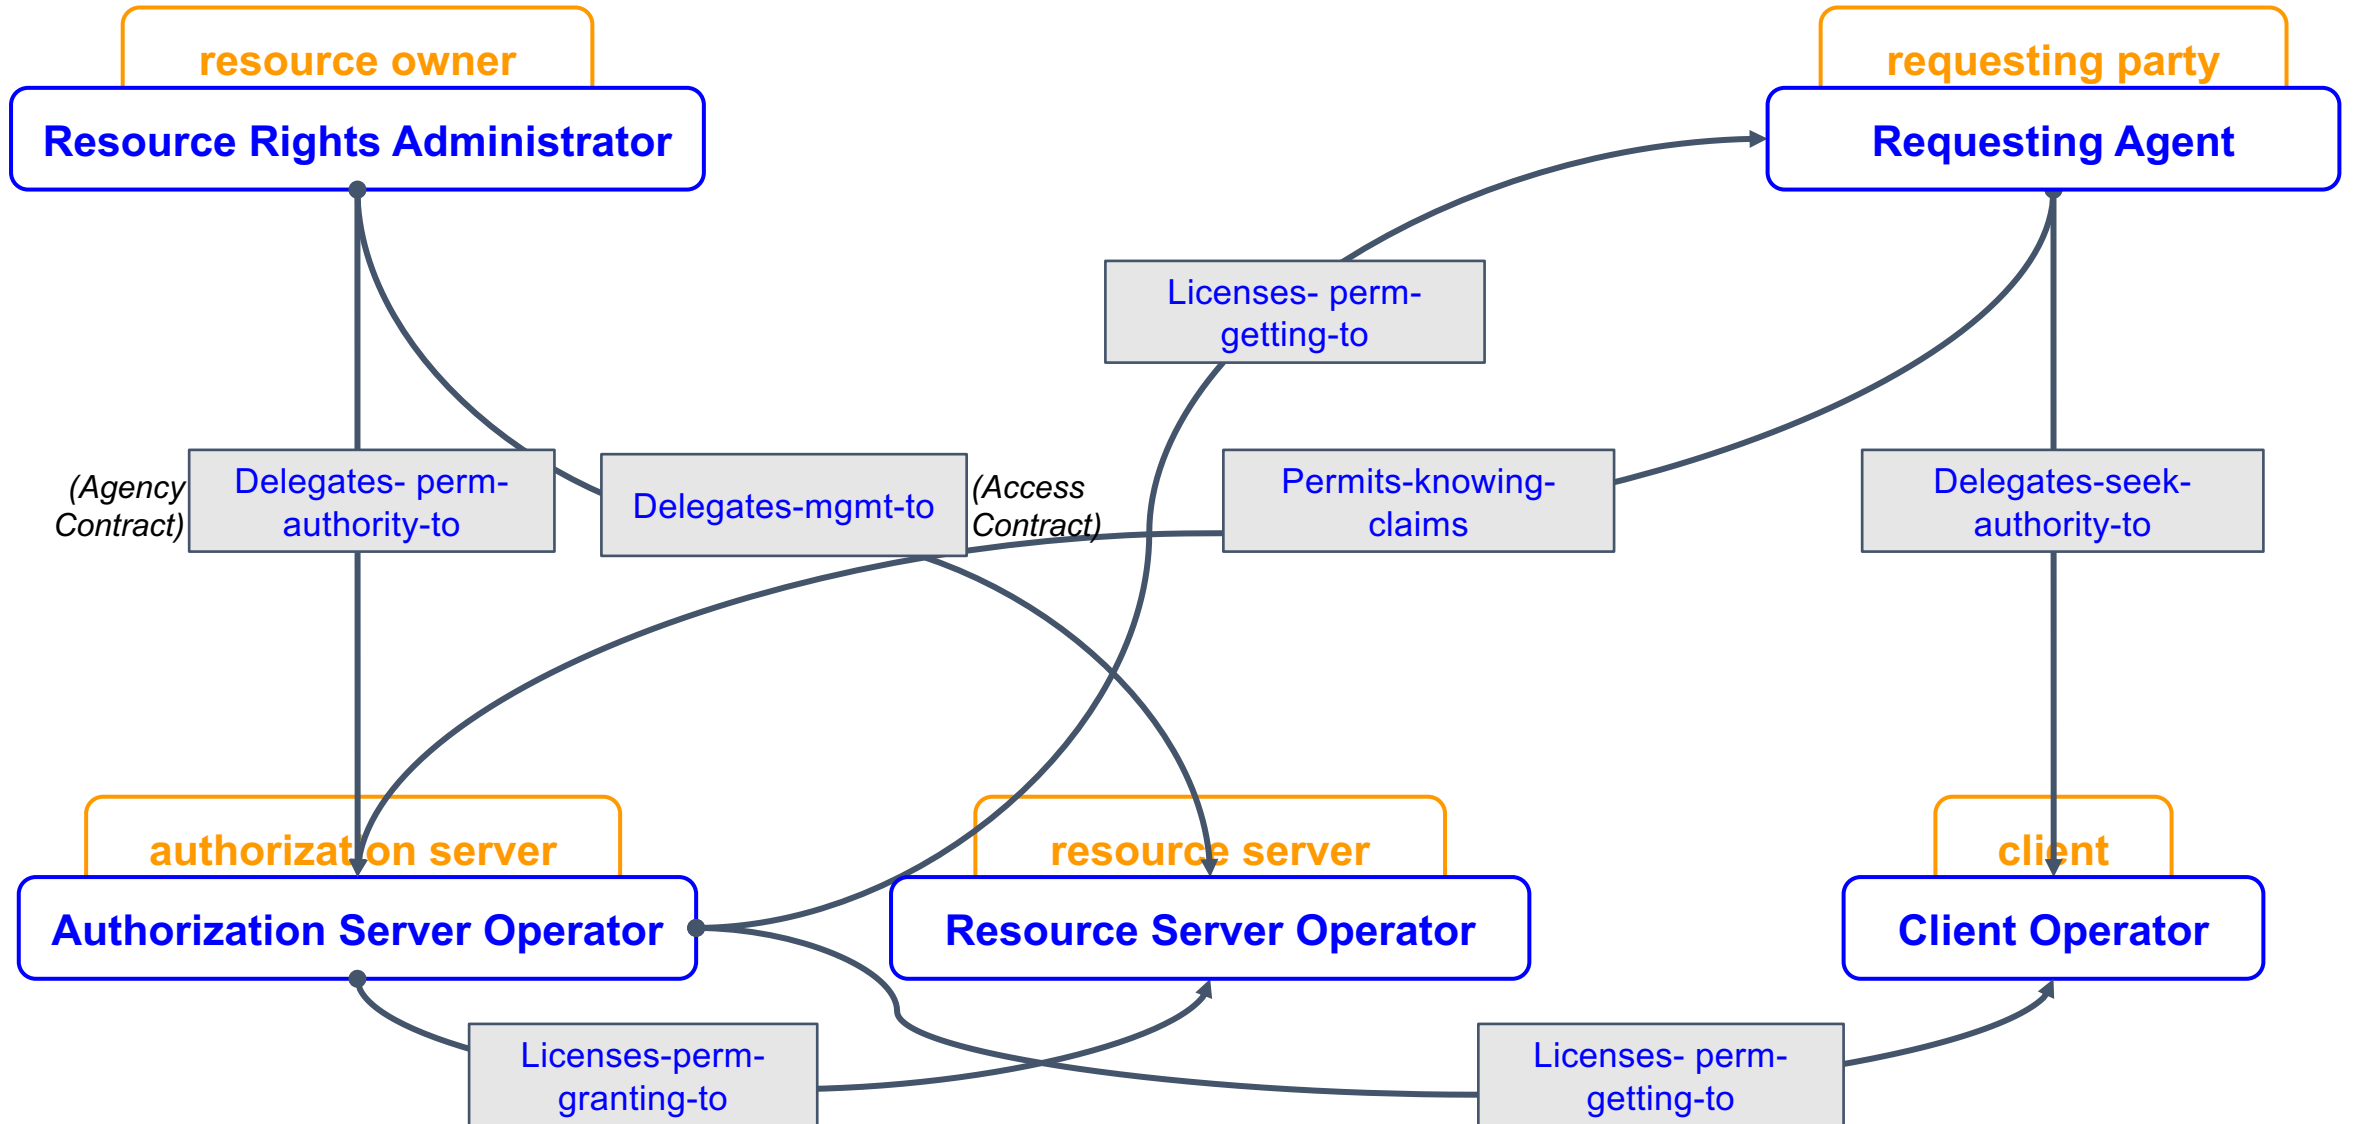 resource owner
requesting party
Resource Rights Administrator
Requesting Agent
Licenses- perm-
getting-to
(Agency
Contract)
Delegates- perm-
authority-to
Delegates-mgmt-to
(Access
Contract)
Permits-knowing-
claims
Delegates-seek-
authority-to
authorization server
resource server
client
Authorization Server Operator
Resource Server Operator
Client Operator
Licenses-perm-
granting-to
Licenses- perm-
getting-to